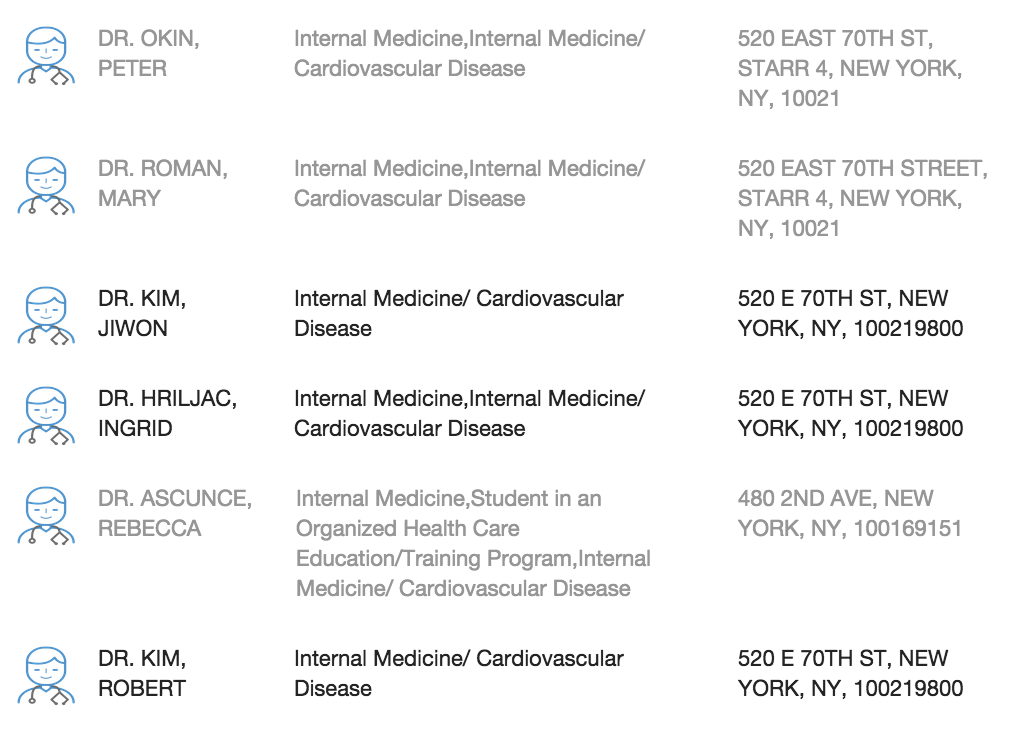 DR. OKIN,
PETER
Internal Medicine,Internal Medicine/
Cardiovascular Disease
520 EAST 70TH ST,
STARR 4, NEW YORK,
NY, 10021
DR. ROMAN,
MARY
Internal Medicine,Internal Medicine/
Cardiovascular Disease
520 EAST 70TH STREET,
STARR 4, NEW YORK,
NY, 10021
DR. KIM,
JIWON
Internal Medicine/ Cardiovascular
Disease
520 E 70TH ST, NEW
YORK, NY, 100219800
DR. HRILJAC,
INGRID
Internal Medicine,Internal Medicine/
Cardiovascular Disease
520 E 70TH ST, NEW
YORK, NY, 100219800
DR. ASCUNCE,
REBECCA
Internal Medicine,Student in an
Organized Health Care
Education/Training Program,Internal
Medicine/ Cardiovascular Disease
480 2ND AVE, NEW
YORK, NY, 100169151
DR. KIM,
ROBERT
Internal Medicine/ Cardiovascular
Disease
520 E 70TH ST, NEW
YORK, NY, 100219800